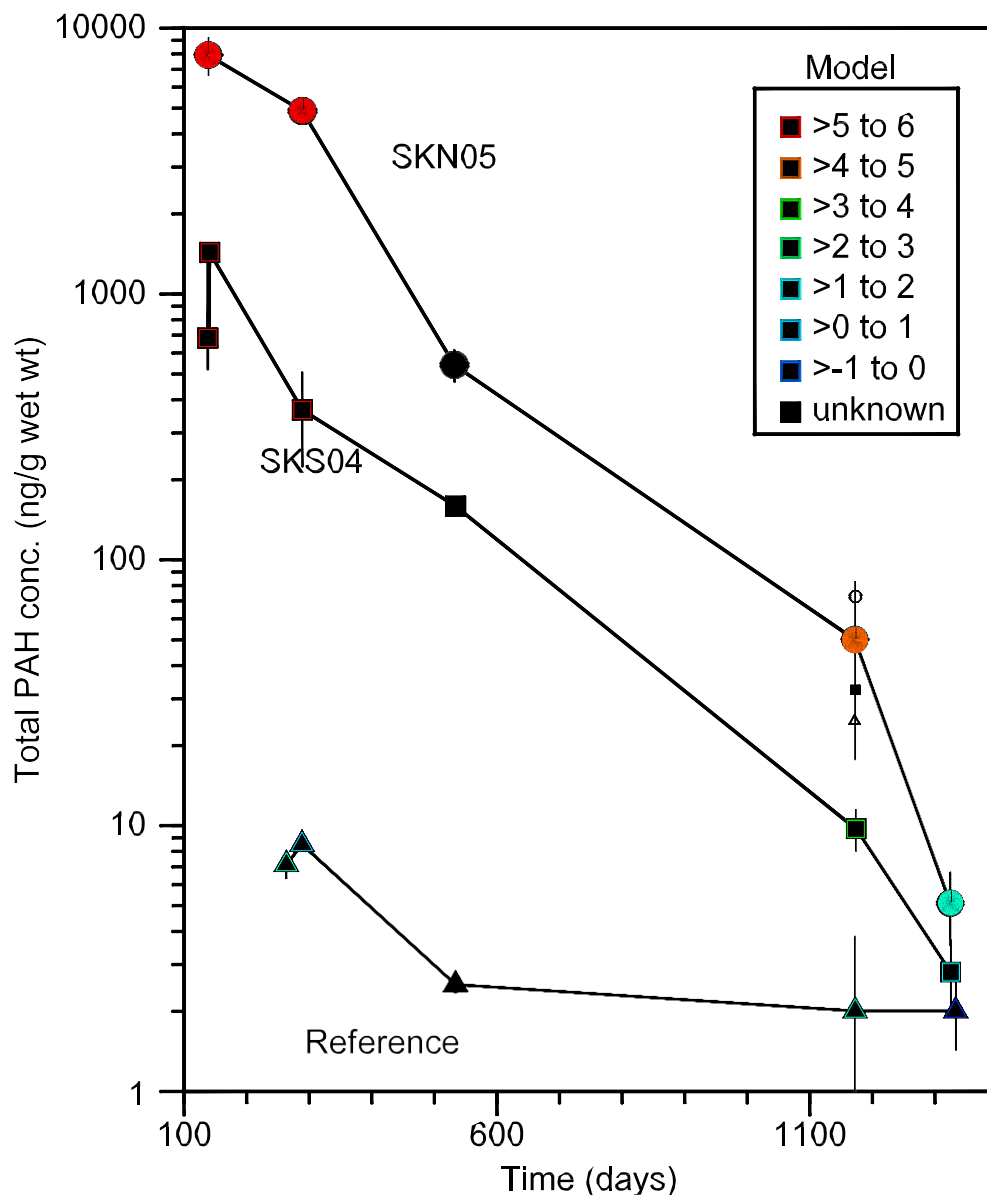 10000
Model
>5 to 6
>4 to 5
>3 to 4
>2 to 3
>1 to 2
>0 to 1
>-1 to 0
unknown
SKN05
1000
SKS04
100
10
Reference
1
100
600
1100
Time (days)
Total PAH conc. (ng/g wet wt)